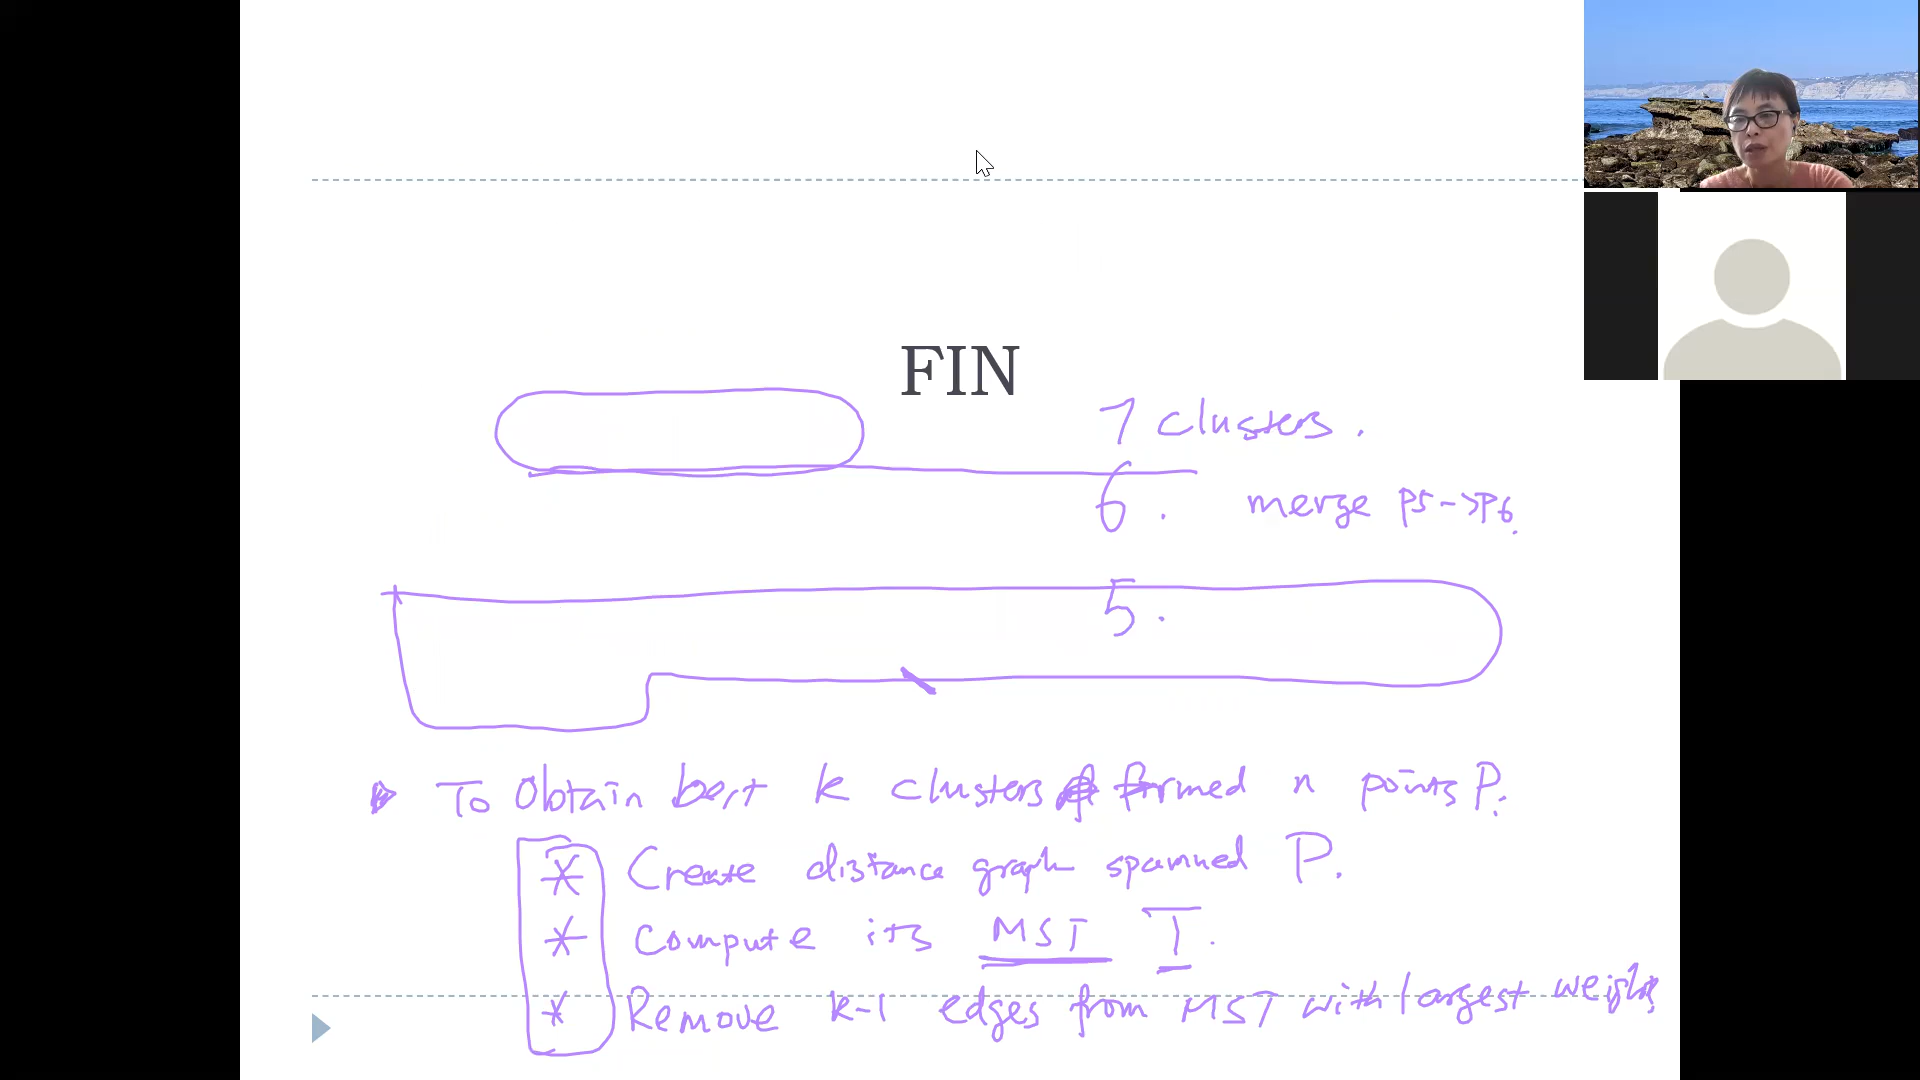 FIN
7 clusters.
6. merge P5->P6.
5.
To Obtain best k clusters formed n points P.
* Create distance graph spanned P.
* Compute its MST T.
* Remove k-1 edges from MST with largest weights